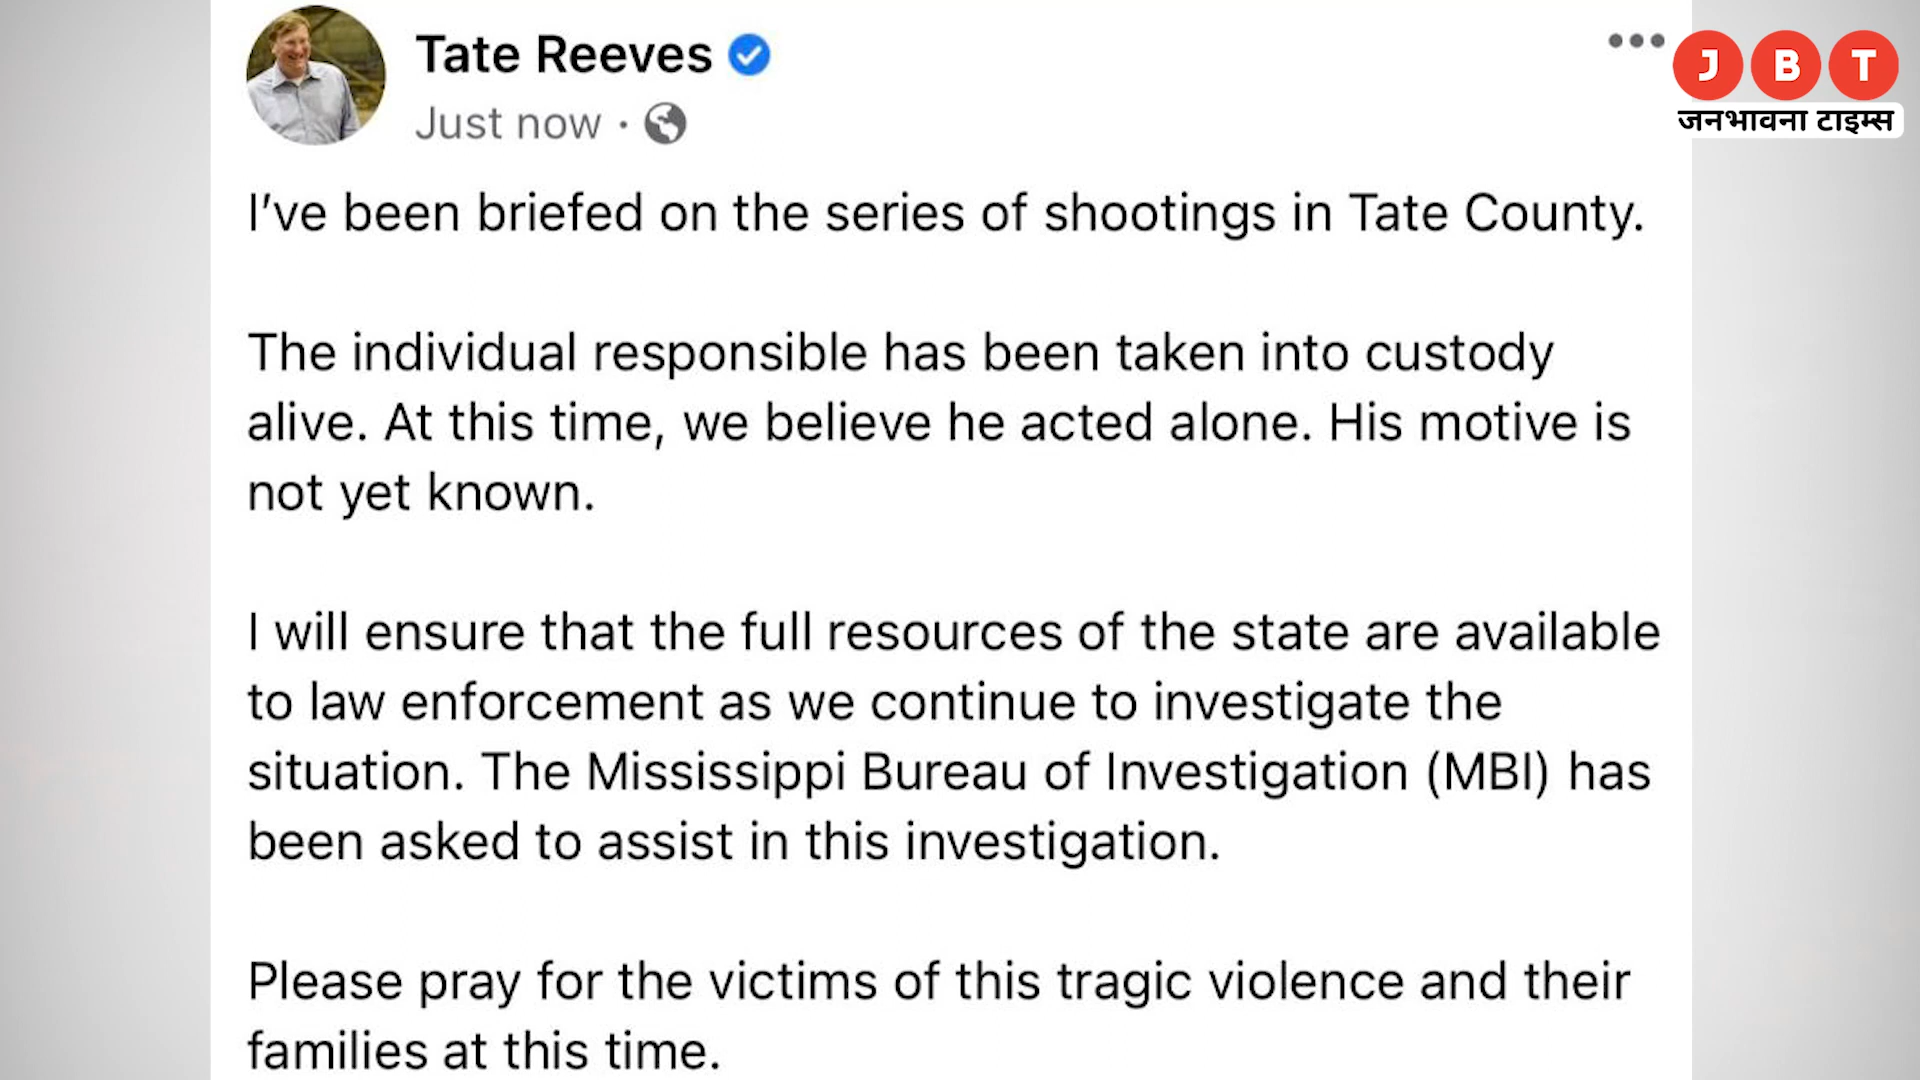 Tate Reeves
Just now ·
J B T
जनभावना टाइम्स
I’ve been briefed on the series of shootings in Tate County.
The individual responsible has been taken into custody
alive. At this time, we believe he acted alone. His motive is
not yet known.
I will ensure that the full resources of the state are available
to law enforcement as we continue to investigate the
situation. The Mississippi Bureau of Investigation (MBI) has
been asked to assist in this investigation.
Please pray for the victims of this tragic violence and their
families at this time.